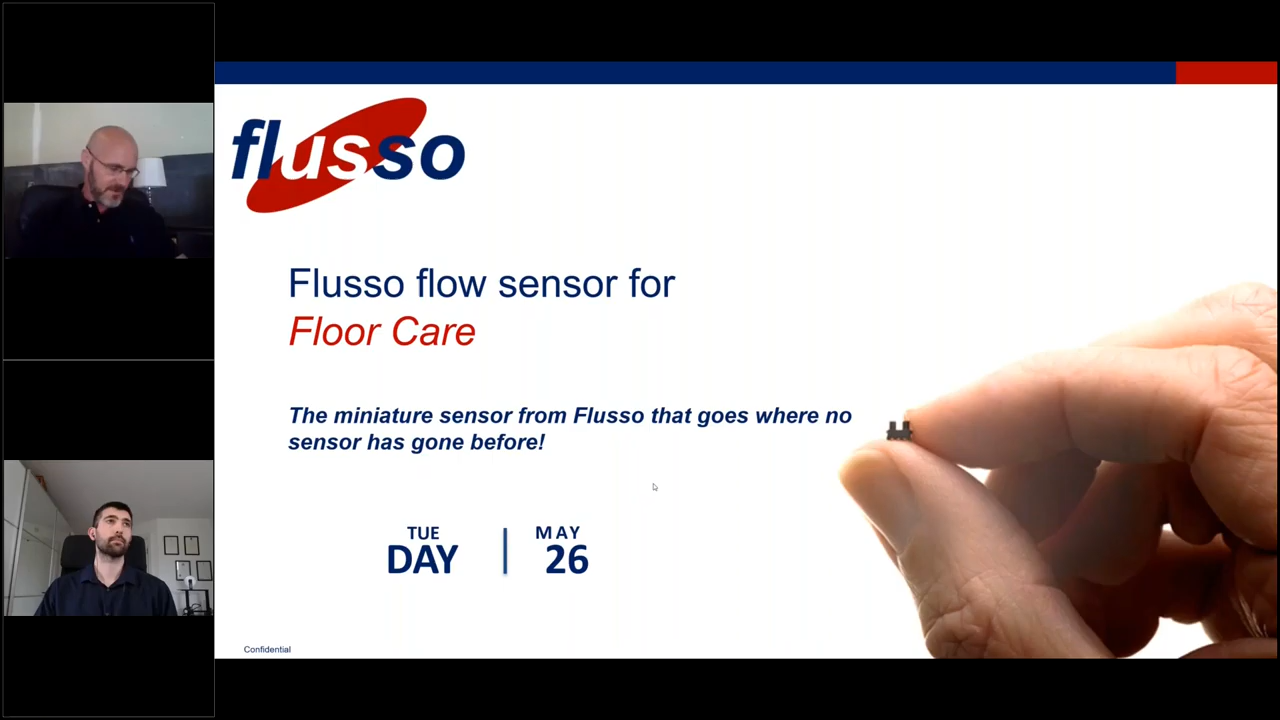 flusso
Flusso flow sensor for
Floor Care
The miniature sensor from Flusso that goes where no
sensor has gone before!
TUE
DAY
MAY
26
Confidential